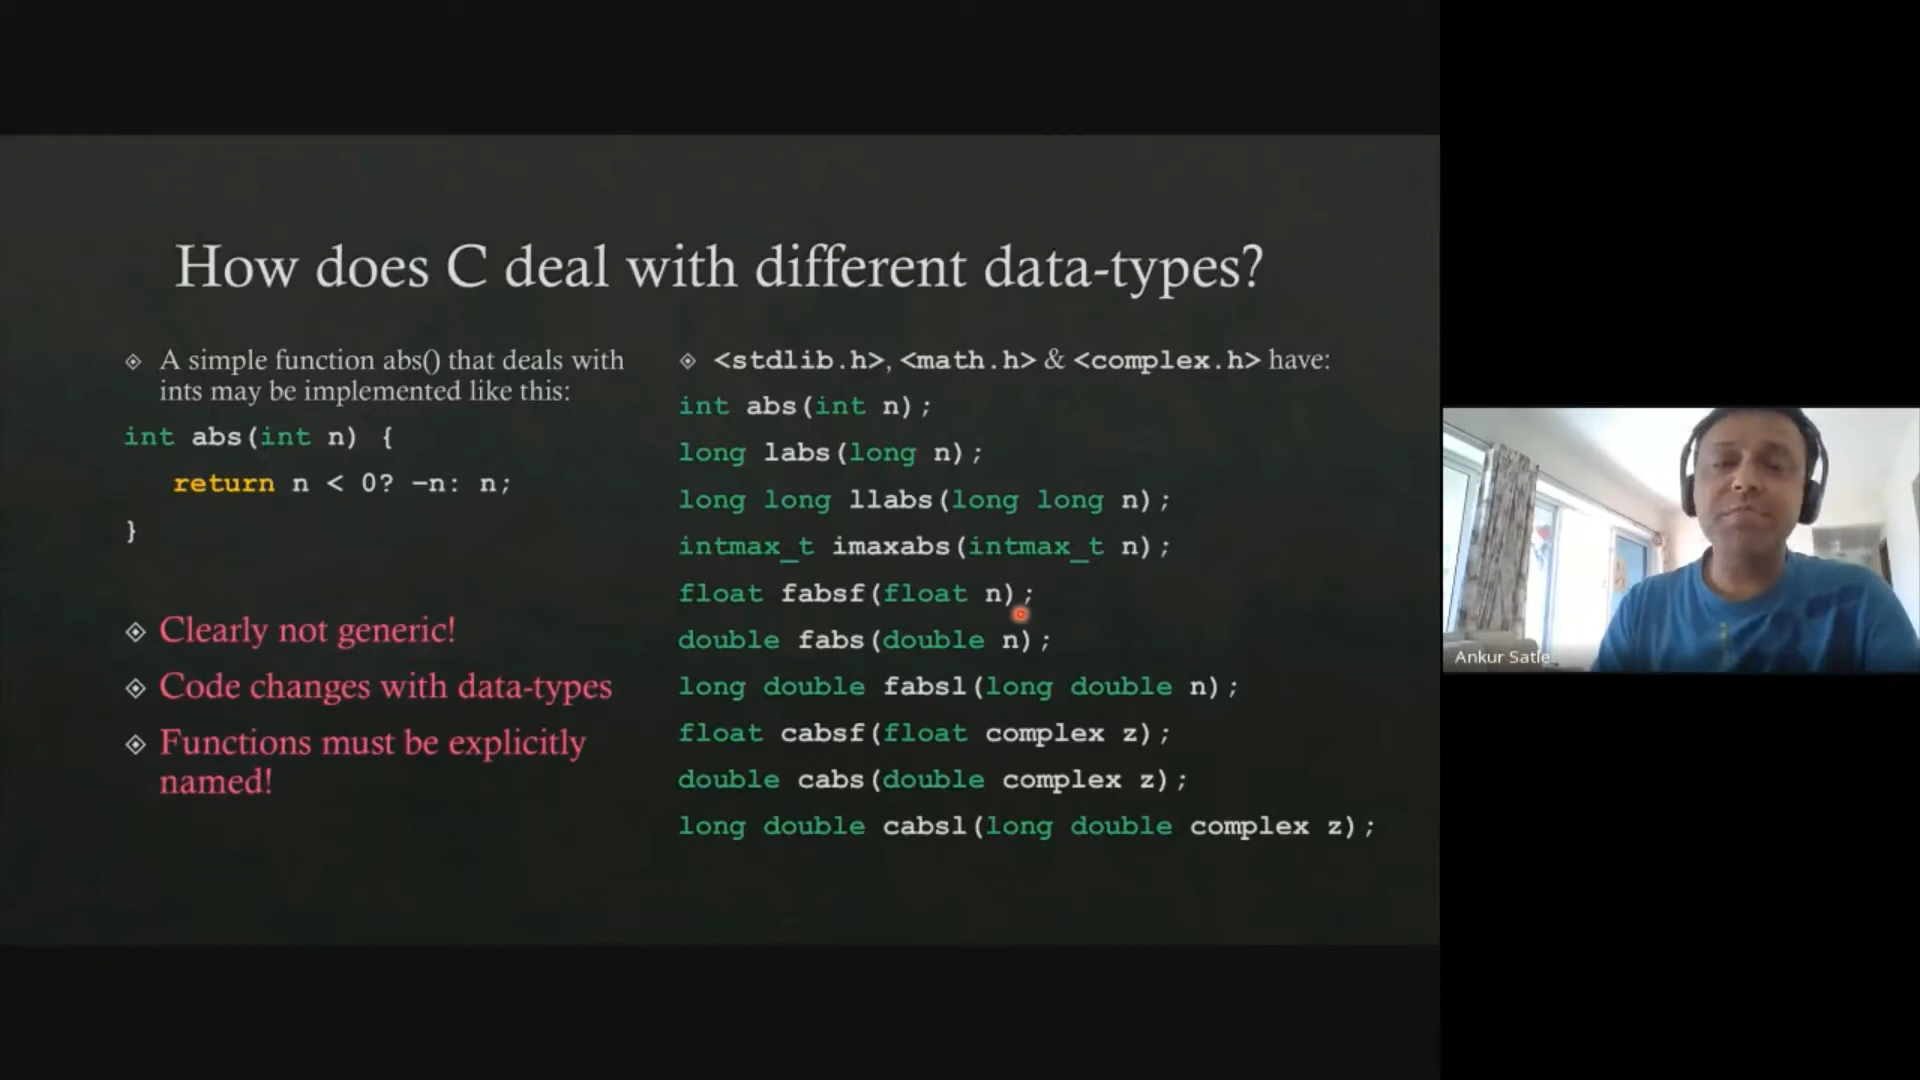 How does C deal with different data-types?
A simple function abs() that deals with
ints may be implemented like this:
int abs(int n) {
return n < 0? –n: n;
}
Clearly not generic!
Code changes with data-types
Functions must be explicitly
named!
<stdlib.h>, <math.h> & <complex.h> have:
int abs(int n);
long labs(long n);
long long llabs(long long n);
intmax_t imaxabs(intmax_t n);
float fabsf(float n);
double fabs(double n);
long double fabsl(long double n);
float cabsf(float complex z);
double cabs(double complex z);
long double cabsl(long double complex z);
Ankur Satle